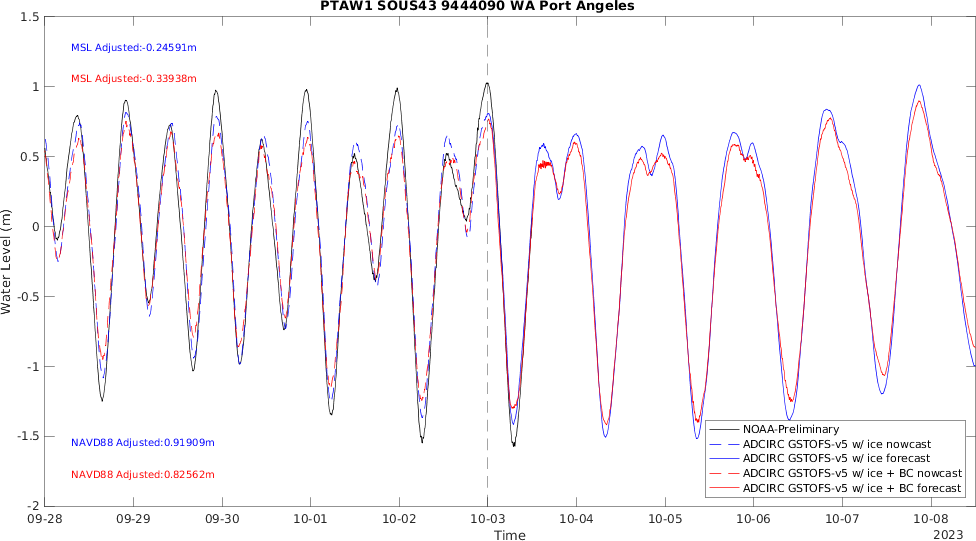 PTAW1 SOUS43 9444090 WA Port Angeles
1.5
1
0.5
0
-0.5
-1
-1.5
-2
Water Level (m)
MSL Adjusted:-0.24591m
MSL Adjusted:-0.33938m
NAVD88 Adjusted:0.91909m
NAVD88 Adjusted:0.82562m
NOAA-Preliminary
ADCIRC GSTOFS-v5 w/ ice nowcast
ADCIRC GSTOFS-v5 w/ ice forecast
ADCIRC GSTOFS-v5 w/ ice + BC nowcast
ADCIRC GSTOFS-v5 w/ ice + BC forecast
09-28 09-29 09-30 10-01 10-02 10-03 10-04 10-05 10-06 10-07 10-08
Time
2023